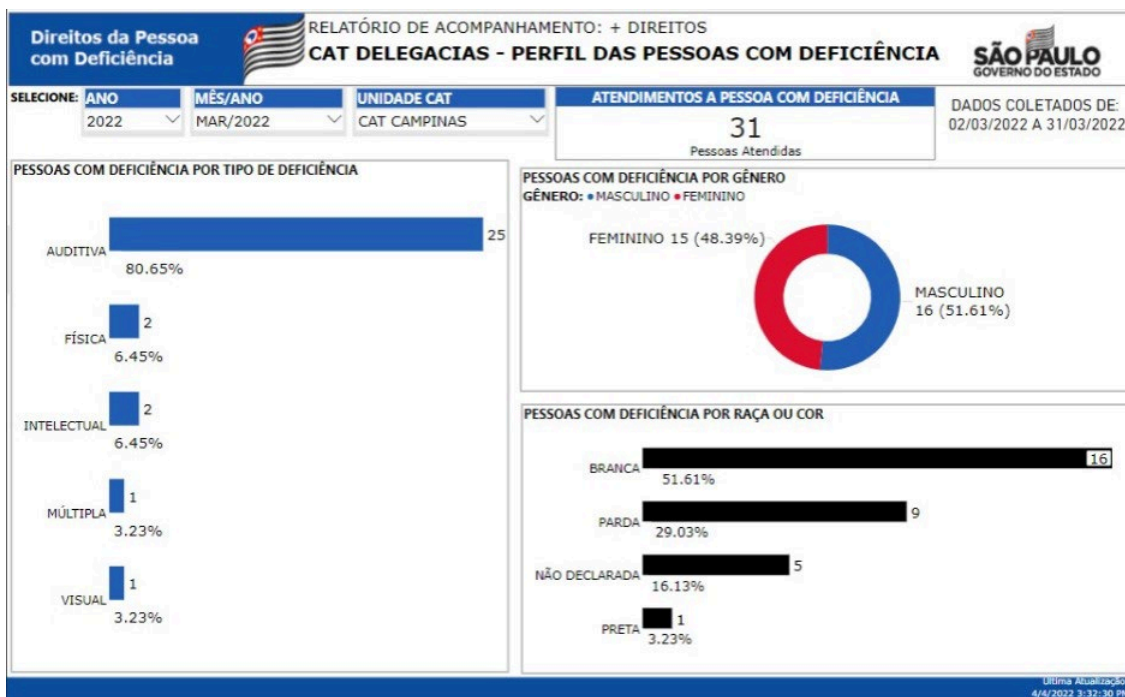 Direitos da Pessoa
com Deficiência
RELATÓRIO DE ACOMPANHAMENTO: + DIREITOS
CAT DELEGACIAS - PERFIL DAS PESSOAS COM DEFICIÊNCIA
SÃO PAULO
GOVERNO DO ESTADO
SELECIONE:
ANO
2022
MÊS/ANO
MAR/2022
UNIDADE CAT
CAT CAMPINAS
ATENDIMENTOS A PESSOA COM DEFICIÊNCIA
31
Pessoas Atendidas
DADOS COLETADOS DE:
02/03/2022 A 31/03/2022
PESSOAS COM DEFICIÊNCIA POR TIPO DE DEFICIÊNCIA
AUDITIVA
25
80.65%
FÍSICA
2
6.45%
INTELECTUAL
2
6.45%
MÚLTIPLA
1
3.23%
VISUAL
1
3.23%
PESSOAS COM DEFICIÊNCIA POR GÊNERO
GÊNERO: MASCULINO FEMININO
FEMININO 15 (48.39%)
MASCULINO
16 (51.61%)
PESSOAS COM DEFICIÊNCIA POR RAÇA OU COR
BRANCA
16
51.61%
PARDA
9
29.03%
NÃO DECLARADA
5
16.13%
PRETA
1
3.23%
Ultima Atualização
4/4/2022 3:32:30 PM